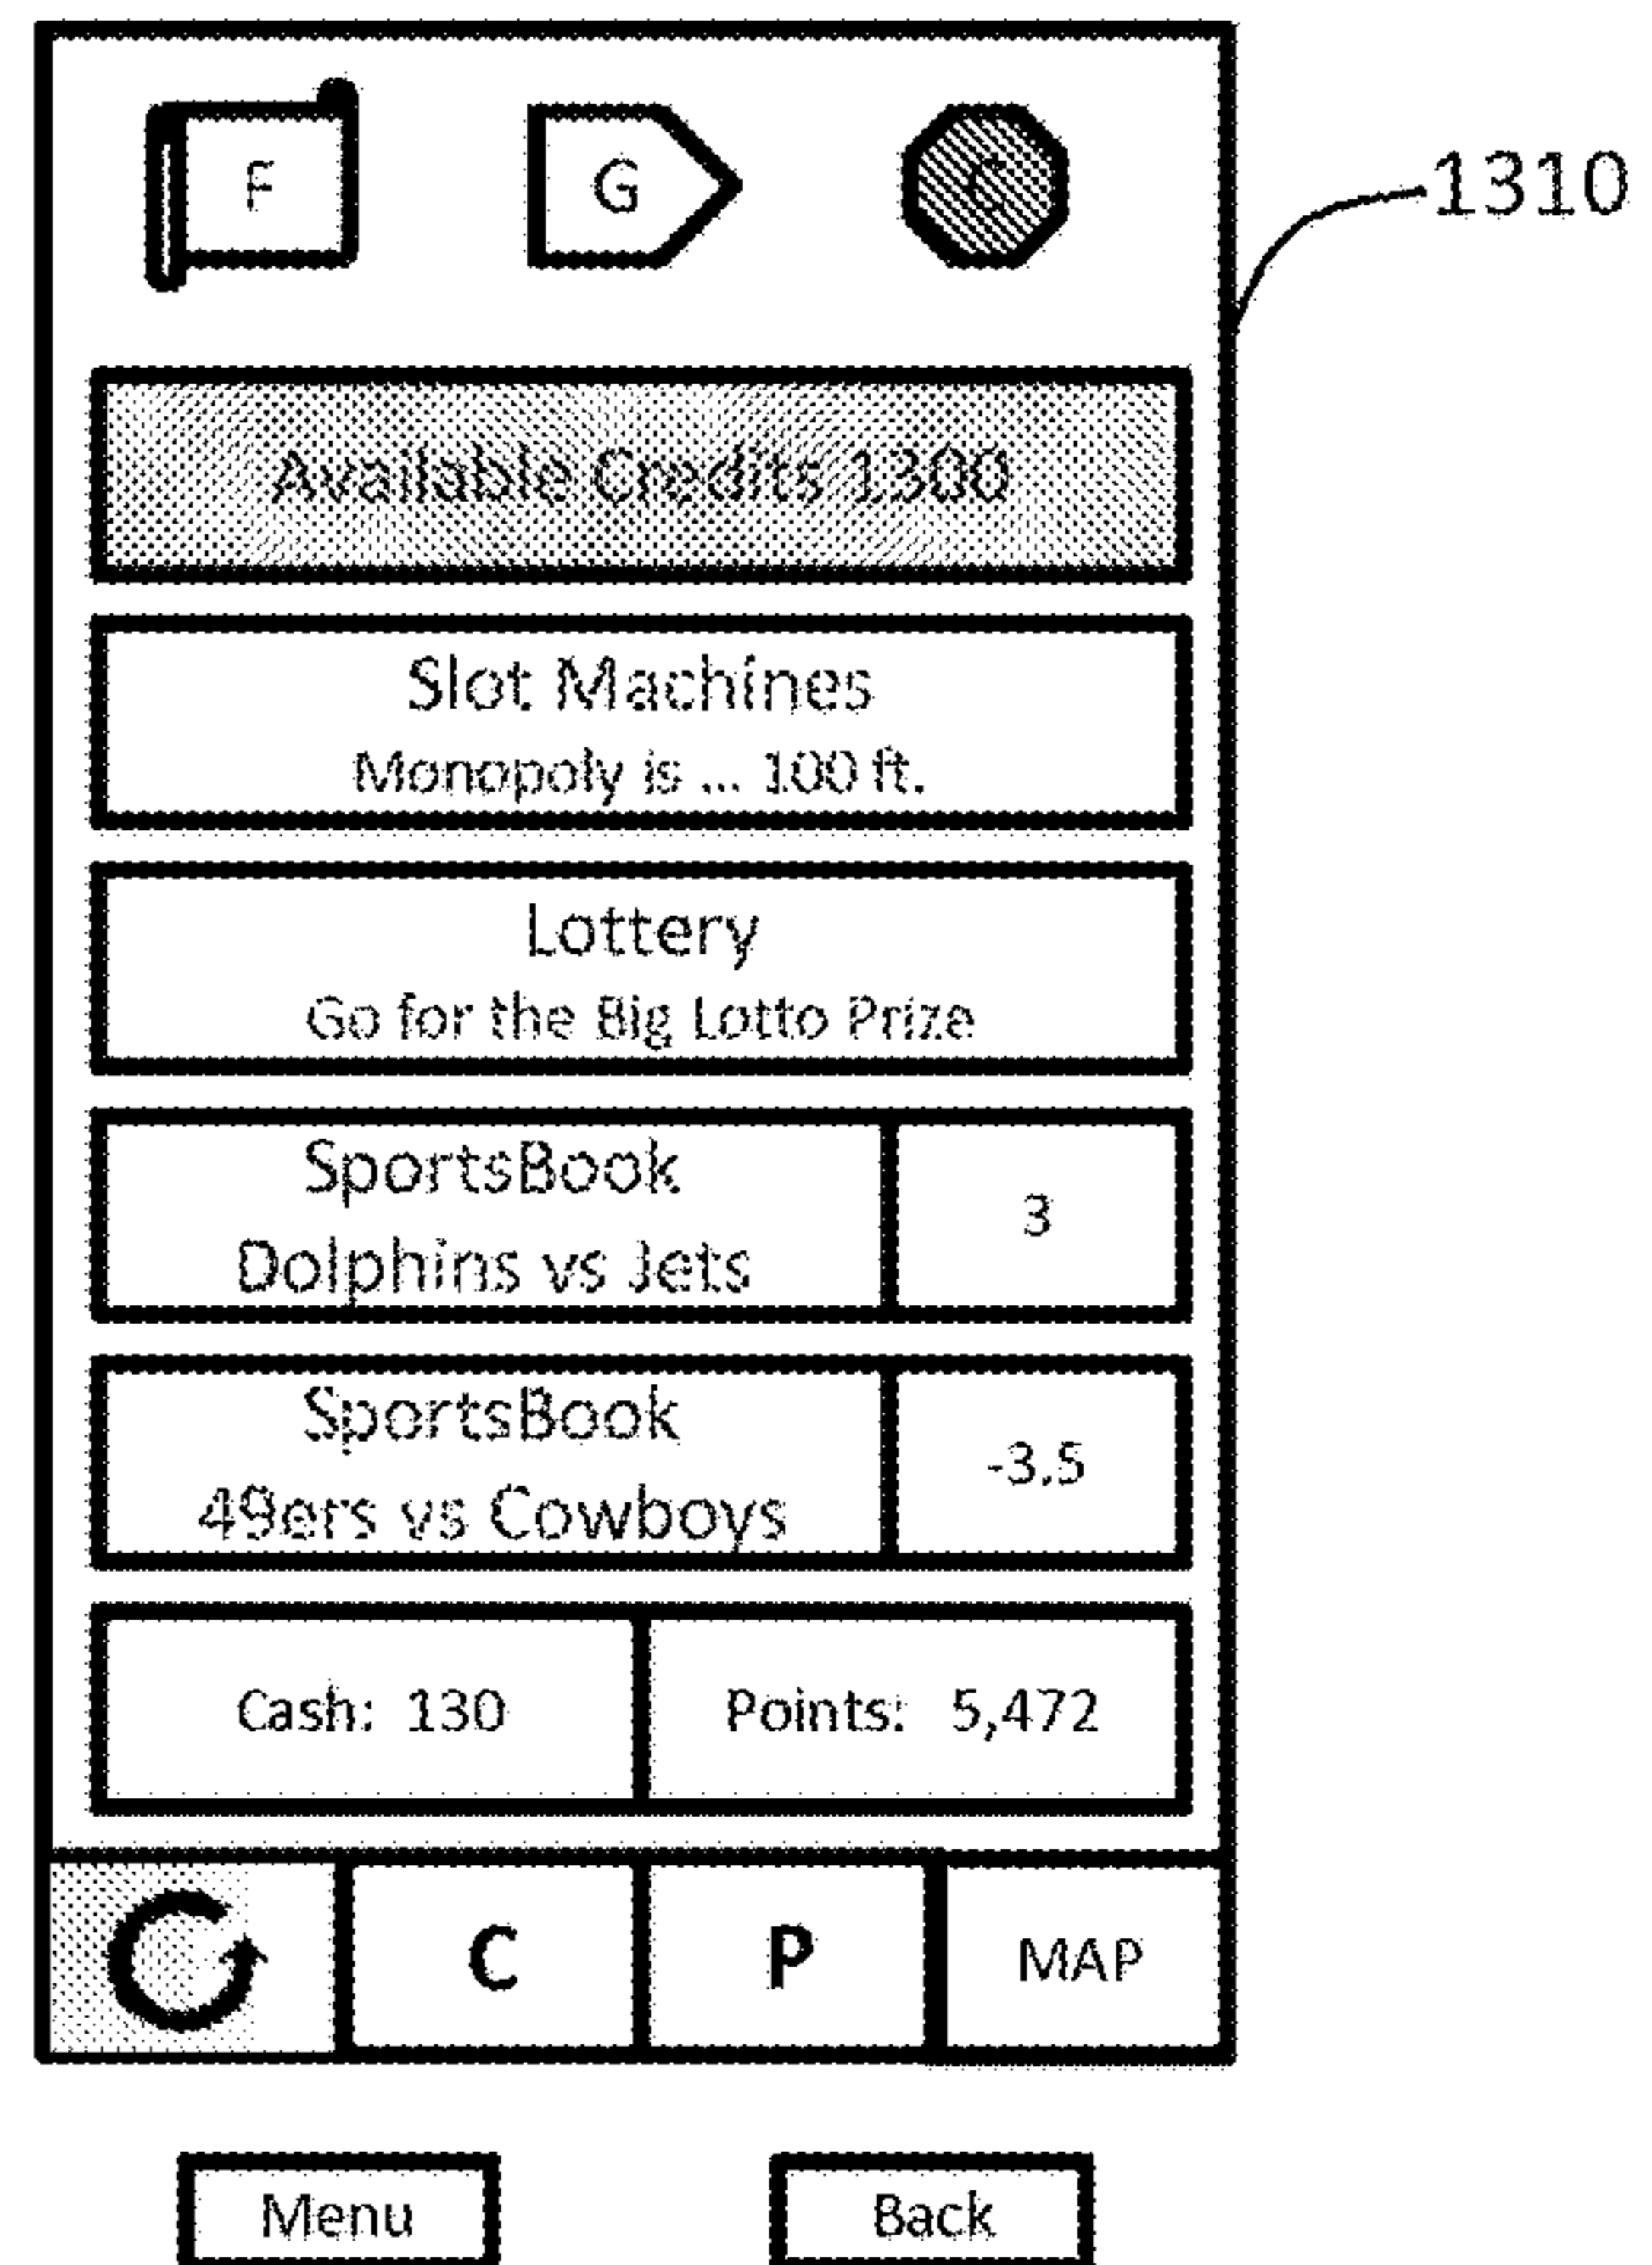 F G C
1310
Available Credits 1300
Slot Machines
Monopoly is ... 100 ft.
Lottery
Go for the Big Lotto Prize
SportsBook
Dolphins vs Jets
3
SportsBook
49ers vs Cowboys
-3.5
Cash: 130
Points: 5,472
C P MAP
Menu Back